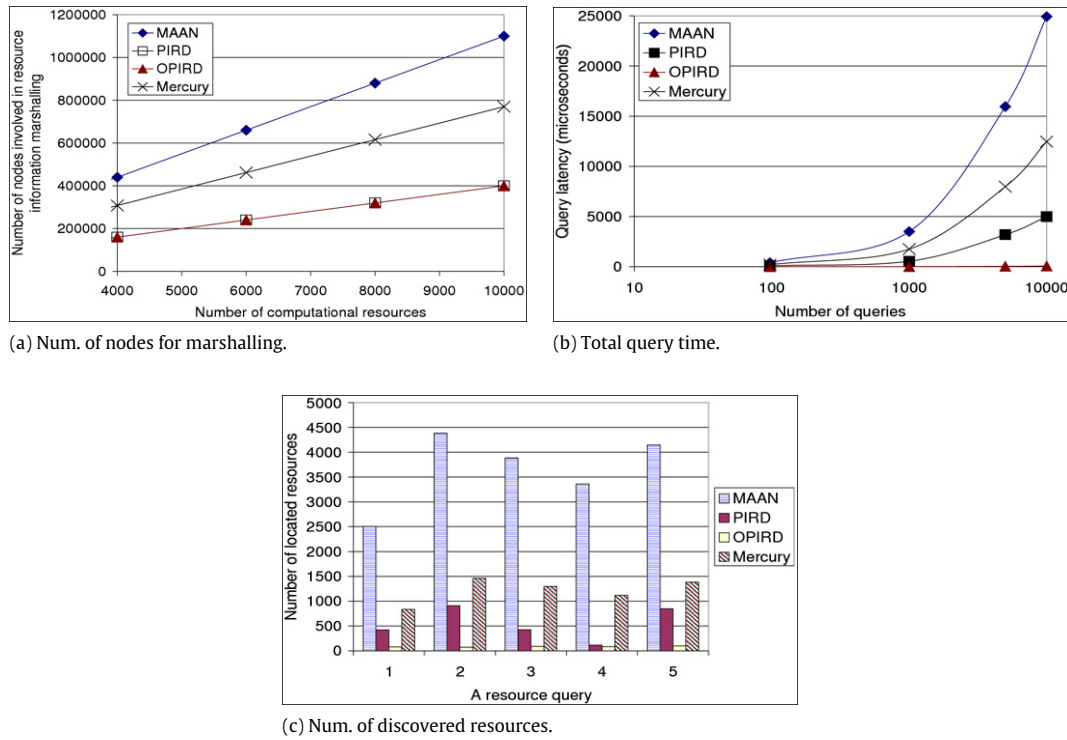 1200000
1000000
800000
600000
400000
200000
0
Number of nodes involved in resource
information marshalling
MAAN
PIRD
OPIRD
Mercury
4000 5000 6000 7000 8000 9000 10000
Number of computational resources
(a) Num. of nodes for marshalling.
25000
20000
15000
10000
5000
0
Query latency (microseconds)
MAAN
PIRD
OPIRD
Mercury
10 100 1000 10000
Number of queries
(b) Total query time.
5000
4500
4000
3500
3000
2500
2000
1500
1000
500
0
Number of located resources
1 2 3 4 5
A resource query
MAAN
PIRD
OPIRD
Mercury
(c) Num. of discovered resources.